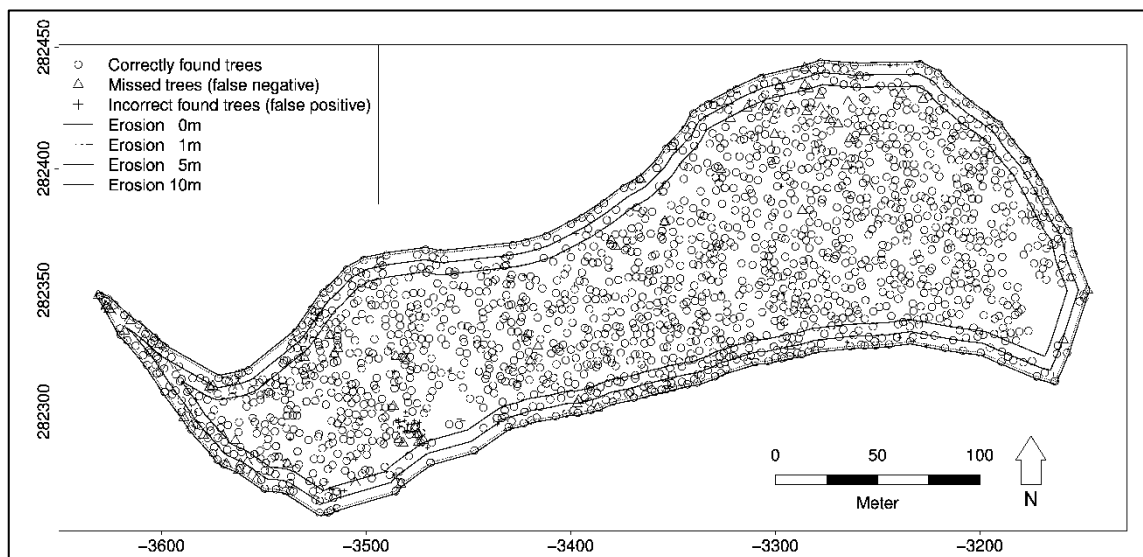 282450
282400
282350
282300
Correctly found trees
Missed trees (false negative)
Incorrect found trees (false positive)
Erosion 0m
Erosion 1m
Erosion 5m
Erosion 10m
0 50 100
Meter
N
−3600 −3500 −3400 −3300 −3200